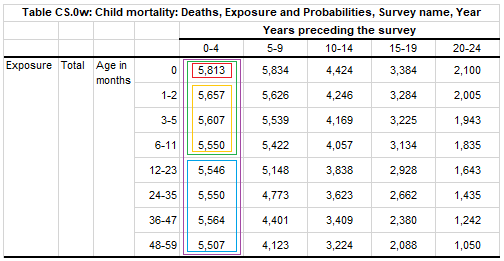 Table CS.0w: Child mortality: Deaths, Exposure and Probabilities, Survey name, Year
Years preceding the survey
0-4 5-9 10-14 15-19 20-24
Exposure Total Age in months 0 5,813 5,834 4,424 3,384 2,100
1-2 5,657 5,626 4,246 3,284 2,005
3-5 5,607 5,539 4,169 3,225 1,943
6-11 5,550 5,422 4,057 3,134 1,835
12-23 5,546 5,148 3,838 2,928 1,643
24-35 5,550 4,773 3,623 2,662 1,435
36-47 5,564 4,401 3,409 2,380 1,242
48-59 5,507 4,123 3,224 2,088 1,050